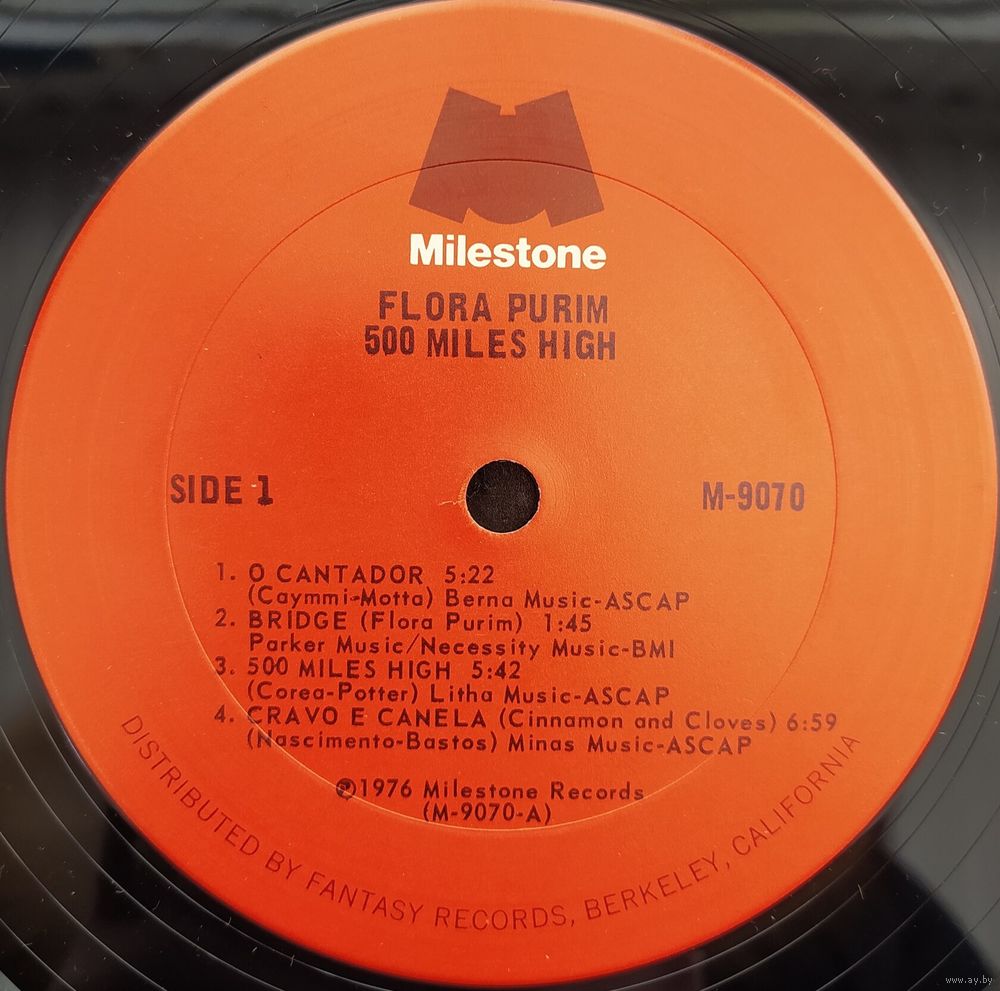 Milestone
FLORA PURIM
500 MILES HIGH
SIDE 1
M-9070
1. O CANTADOR 5:22
(Caymmi-Motta) Berna Music-ASCAP
2. BRIDGE (Flora Purim) 1:45
Parker Music/Necessity Music-BMI
3. 500 MILES HIGH 5:42
(Corea-Potter) Litha Music-ASCAP
4. CRAVO E CANELA (Cinnamon and Cloves) 6:59
(Nascimento-Bastos) Minas Music-ASCAP
℗1976 Milestone Records
(M-9070-A)
DISTRIBUTED BY FANTASY RECORDS, BERKELEY, CALIFORNIA
www.ay.by